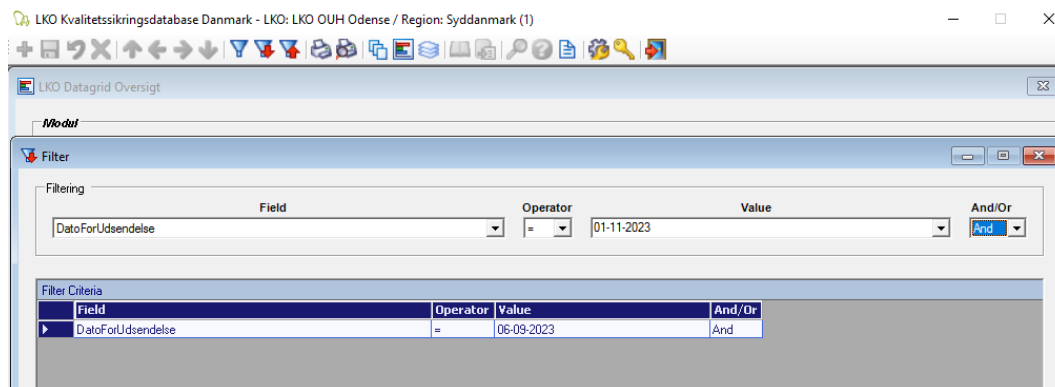 LKO Kvalitetssikringsdatabase Danmark - LKO: LKO OUH Odense / Region: Syddanmark (1)
LKO Datagrid Oversigt
Modul
Filter
Filtering
Field Operator Value And/Or
DatoForUdsendelse = 01-11-2023 And
Filter Criteria
Field Operator Value And/Or
DatoForUdsendelse = 06-09-2023 And